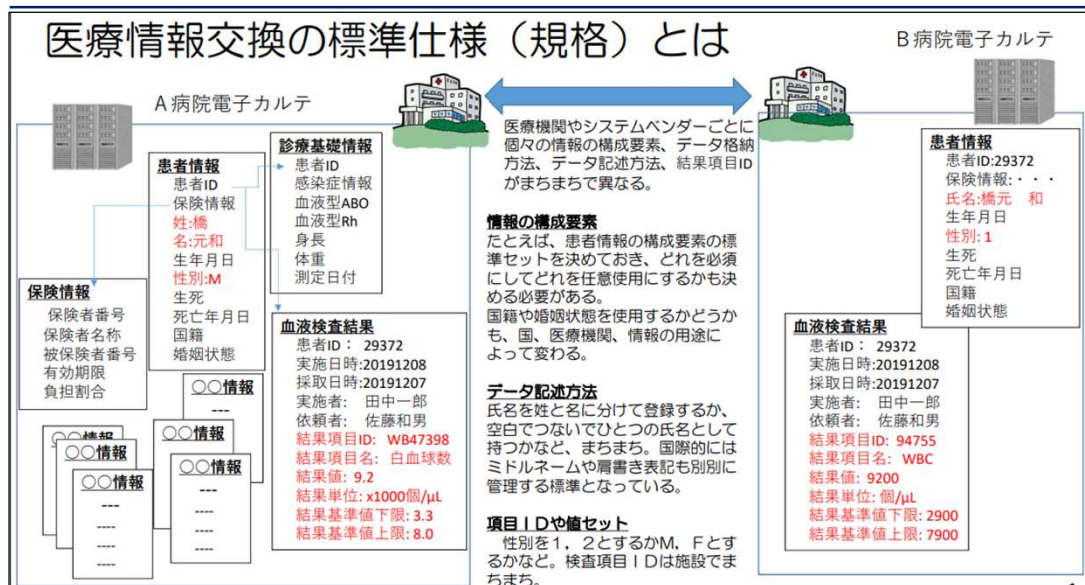 医療情報交換の標準仕様（規格）とは
A病院電子カルテ
患者情報
患者ID
保険情報
姓:橋
名:元和
生年月日
性別:M
生死
死亡年月日
国籍
婚姻状態
診療基礎情報
患者ID
感染症情報
血液型ABO
血液型Rh
身長
体重
測定日付
保険情報
保険者番号
保険者名称
被保険者番号
有効期限
負担割合
血液検査結果
患者ID： 29372
実施日時:20191208
採取日時:20191207
実施者: 田中一郎
依頼者: 佐藤和男
結果項目ID: WB47398
結果項目名: 白血球数
結果値: 9.2
結果単位: x1000個/μL
結果基準値下限: 3.3
結果基準値上限: 8.0
〇〇情報
---
〇〇情報
〇〇情報
〇〇情報
〇〇情報
---
---
---
〇〇情報
---
---
---
医療機関やシステムベンダーごとに
個々の情報の構成要素、データ格納
方法、データ記述方法、結果項目ID
がまちまちで異なる。
情報の構成要素
たとえば、患者情報の構成要素の標
準セットを決めておき、どれを必須
にしてどれを任意使用にするかも決
める必要がある。
国籍や婚姻状態を使用するかどうか
も、国、医療機関、情報の用途に
よって変わる。
データ記述方法
氏名を姓と名に分けて登録するか、
空白でつないでひとつの氏名として
持つかなど、まちまち。国際的には
ミドルネームや肩書き表記も別別に
管理する標準となっている。
項目IDや値セット
性別を1，2とするかM，Fとす
るかなど。検査項目IDは施設でま
ちまち。
B病院電子カルテ
患者情報
患者ID:29372
保険情報:・・・
氏名:橋元 和
生年月日
性別: 1
生死
死亡年月日
国籍
婚姻状態
血液検査結果
患者ID： 29372
実施日時:20191208
採取日時:20191207
実施者: 田中一郎
依頼者: 佐藤和男
結果項目ID: 94755
結果項目名: WBC
結果値: 9200
結果単位: 個/μL
結果基準値下限: 2900
結果基準値上限: 7900